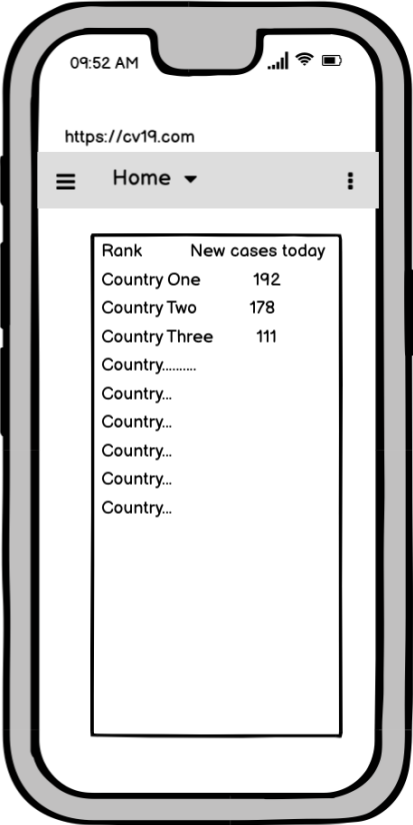 09:52 AM
https://cv19.com
Home
Rank New cases today
Country One 192
Country Two 178
Country Three 111
Country..........
Country...
Country...
Country...
Country...
Country...